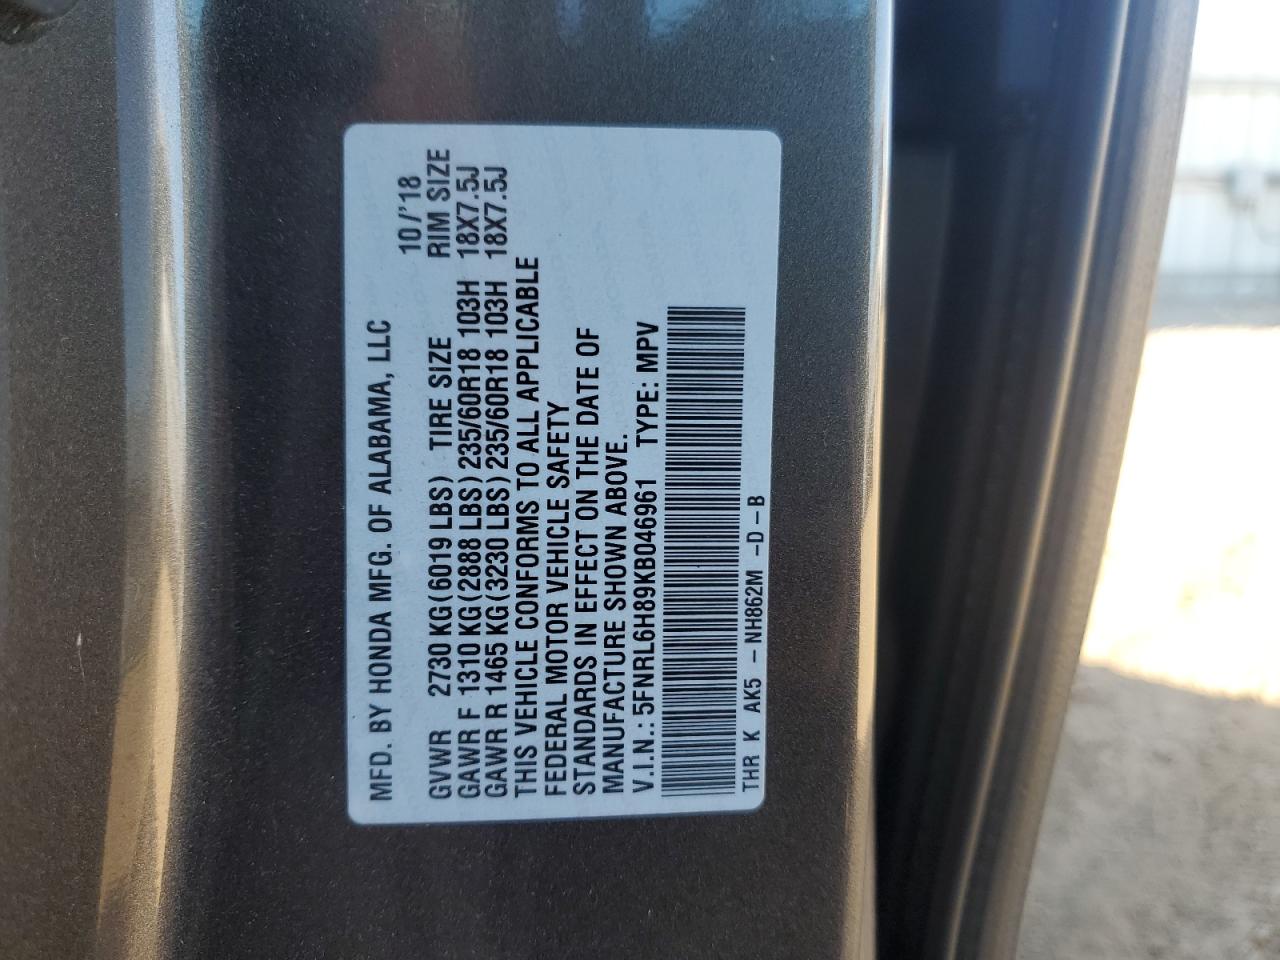 MFD. BY HONDA MFG. OF ALABAMA, LLC 10/'18
GVWR 2730 KG(6019 LBS) TIRE SIZE RIM SIZE
GAWR F 1310 KG(2888 LBS) 235/60R18 103H 18X7.5J
GAWR R 1465 KG(3230 LBS) 235/60R18 103H 18X7.5J
THIS VEHICLE CONFORMS TO ALL APPLICABLE
FEDERAL MOTOR VEHICLE SAFETY
STANDARDS IN EFFECT ON THE DATE OF
MANUFACTURE SHOWN ABOVE.
V.I.N.: 5FNRL6H89KB046961 TYPE: MPV
THR K AK5 - NH862M -D-B